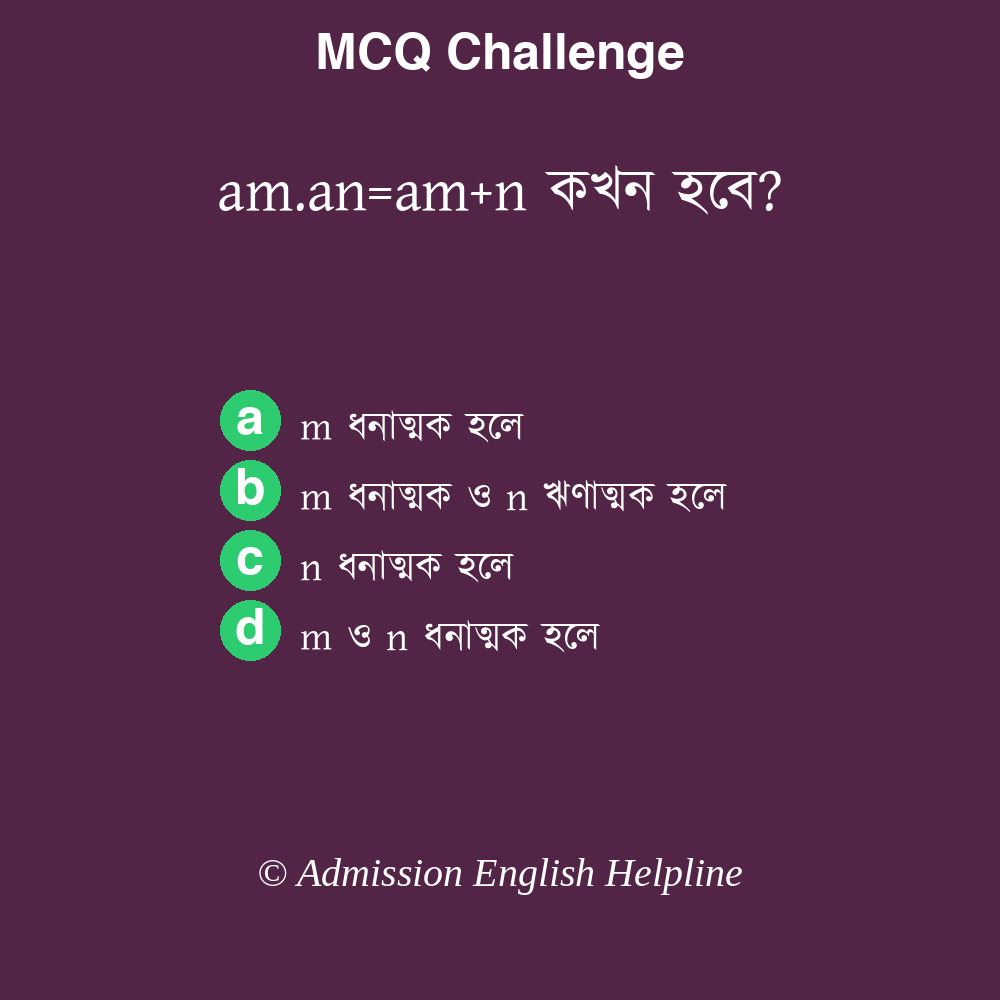 MCQ Challenge
am.an=am+n কখন হবে?
a m ধনাত্মক হলে
b m ধনাত্মক ও n ঋণাত্মক হলে
c n ধনাত্মক হলে
d m ও n ধনাত্মক হলে
© Admission English Helpline